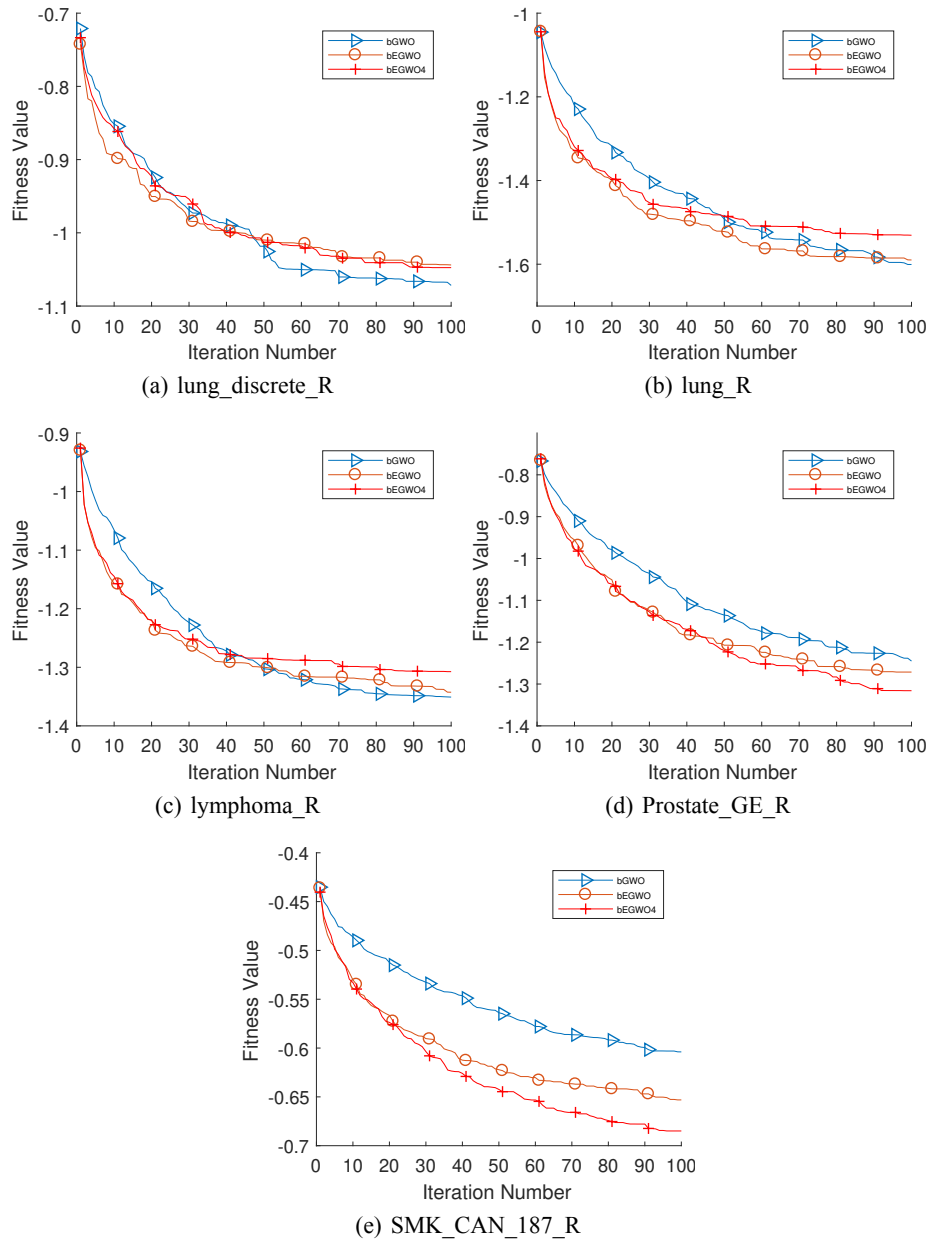 -0.7
-0.8
-0.9
-1
-1.1
Fitness Value
0 10 20 30 40 50 60 70 80 90 100
Iteration Number
bGWO
bEGWO
bEGWO4
(a) lung_discrete_R
-1
-1.2
-1.4
-1.6
Fitness Value
0 10 20 30 40 50 60 70 80 90 100
Iteration Number
bGWO
bEGWO
bEGWO4
(b) lung_R
-0.9
-1
-1.1
-1.2
-1.3
-1.4
Fitness Value
0 10 20 30 40 50 60 70 80 90 100
Iteration Number
bGWO
bEGWO
bEGWO4
(c) lymphoma_R
-0.8
-0.9
-1
-1.1
-1.2
-1.3
-1.4
Fitness Value
0 10 20 30 40 50 60 70 80 90 100
Iteration Number
bGWO
bEGWO
bEGWO4
(d) Prostate_GE_R
-0.4
-0.45
-0.5
-0.55
-0.6
-0.65
-0.7
Fitness Value
0 10 20 30 40 50 60 70 80 90 100
Iteration Number
bGWO
bEGWO
bEGWO4
(e) SMK_CAN_187_R